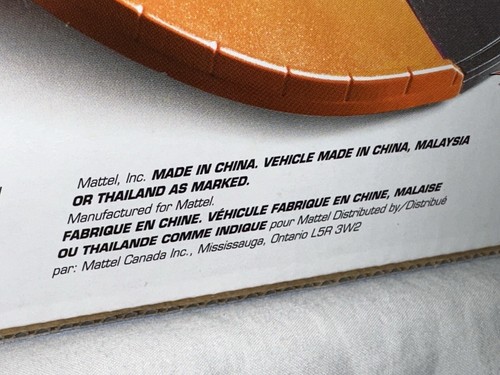 Mattel, Inc. MADE IN CHINA. VEHICLE MADE IN CHINA, MALAYSIA
OR THAILAND AS MARKED.
Manufactured for Mattel.
FABRIQUE EN CHINE. VÉHICULE FABRIQUE EN CHINE, MALAISE
OU THAILANDE COMME INDIQUE pour Mattel Distributed by/Distribué
par: Mattel Canada Inc., Mississauga, Ontario L5R 3W2